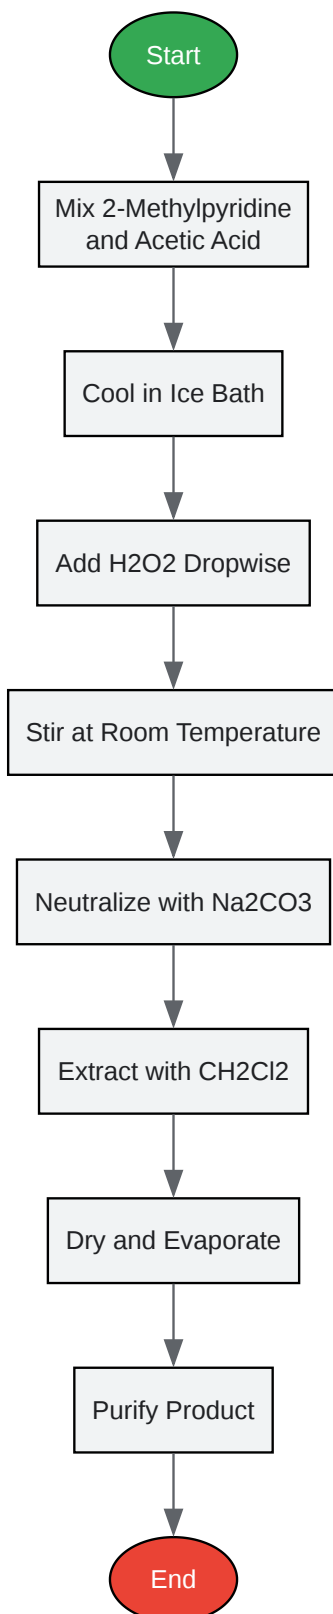 Start
Mix 2-Methylpyridine
and Acetic Acid
Cool in Ice Bath
Add H2O2 Dropwise
Stir at Room Temperature
Neutralize with Na2CO3
Extract with CH2Cl2
Dry and Evaporate
Purify Product
End